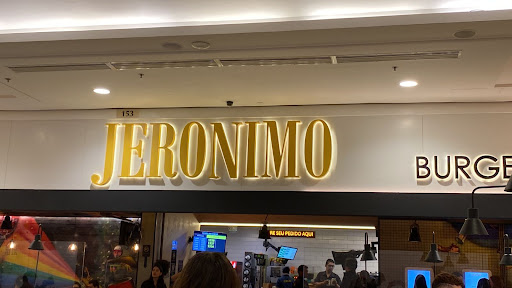 153
JERONIMO
BURGE
RE SEU PEDIDO AQUI